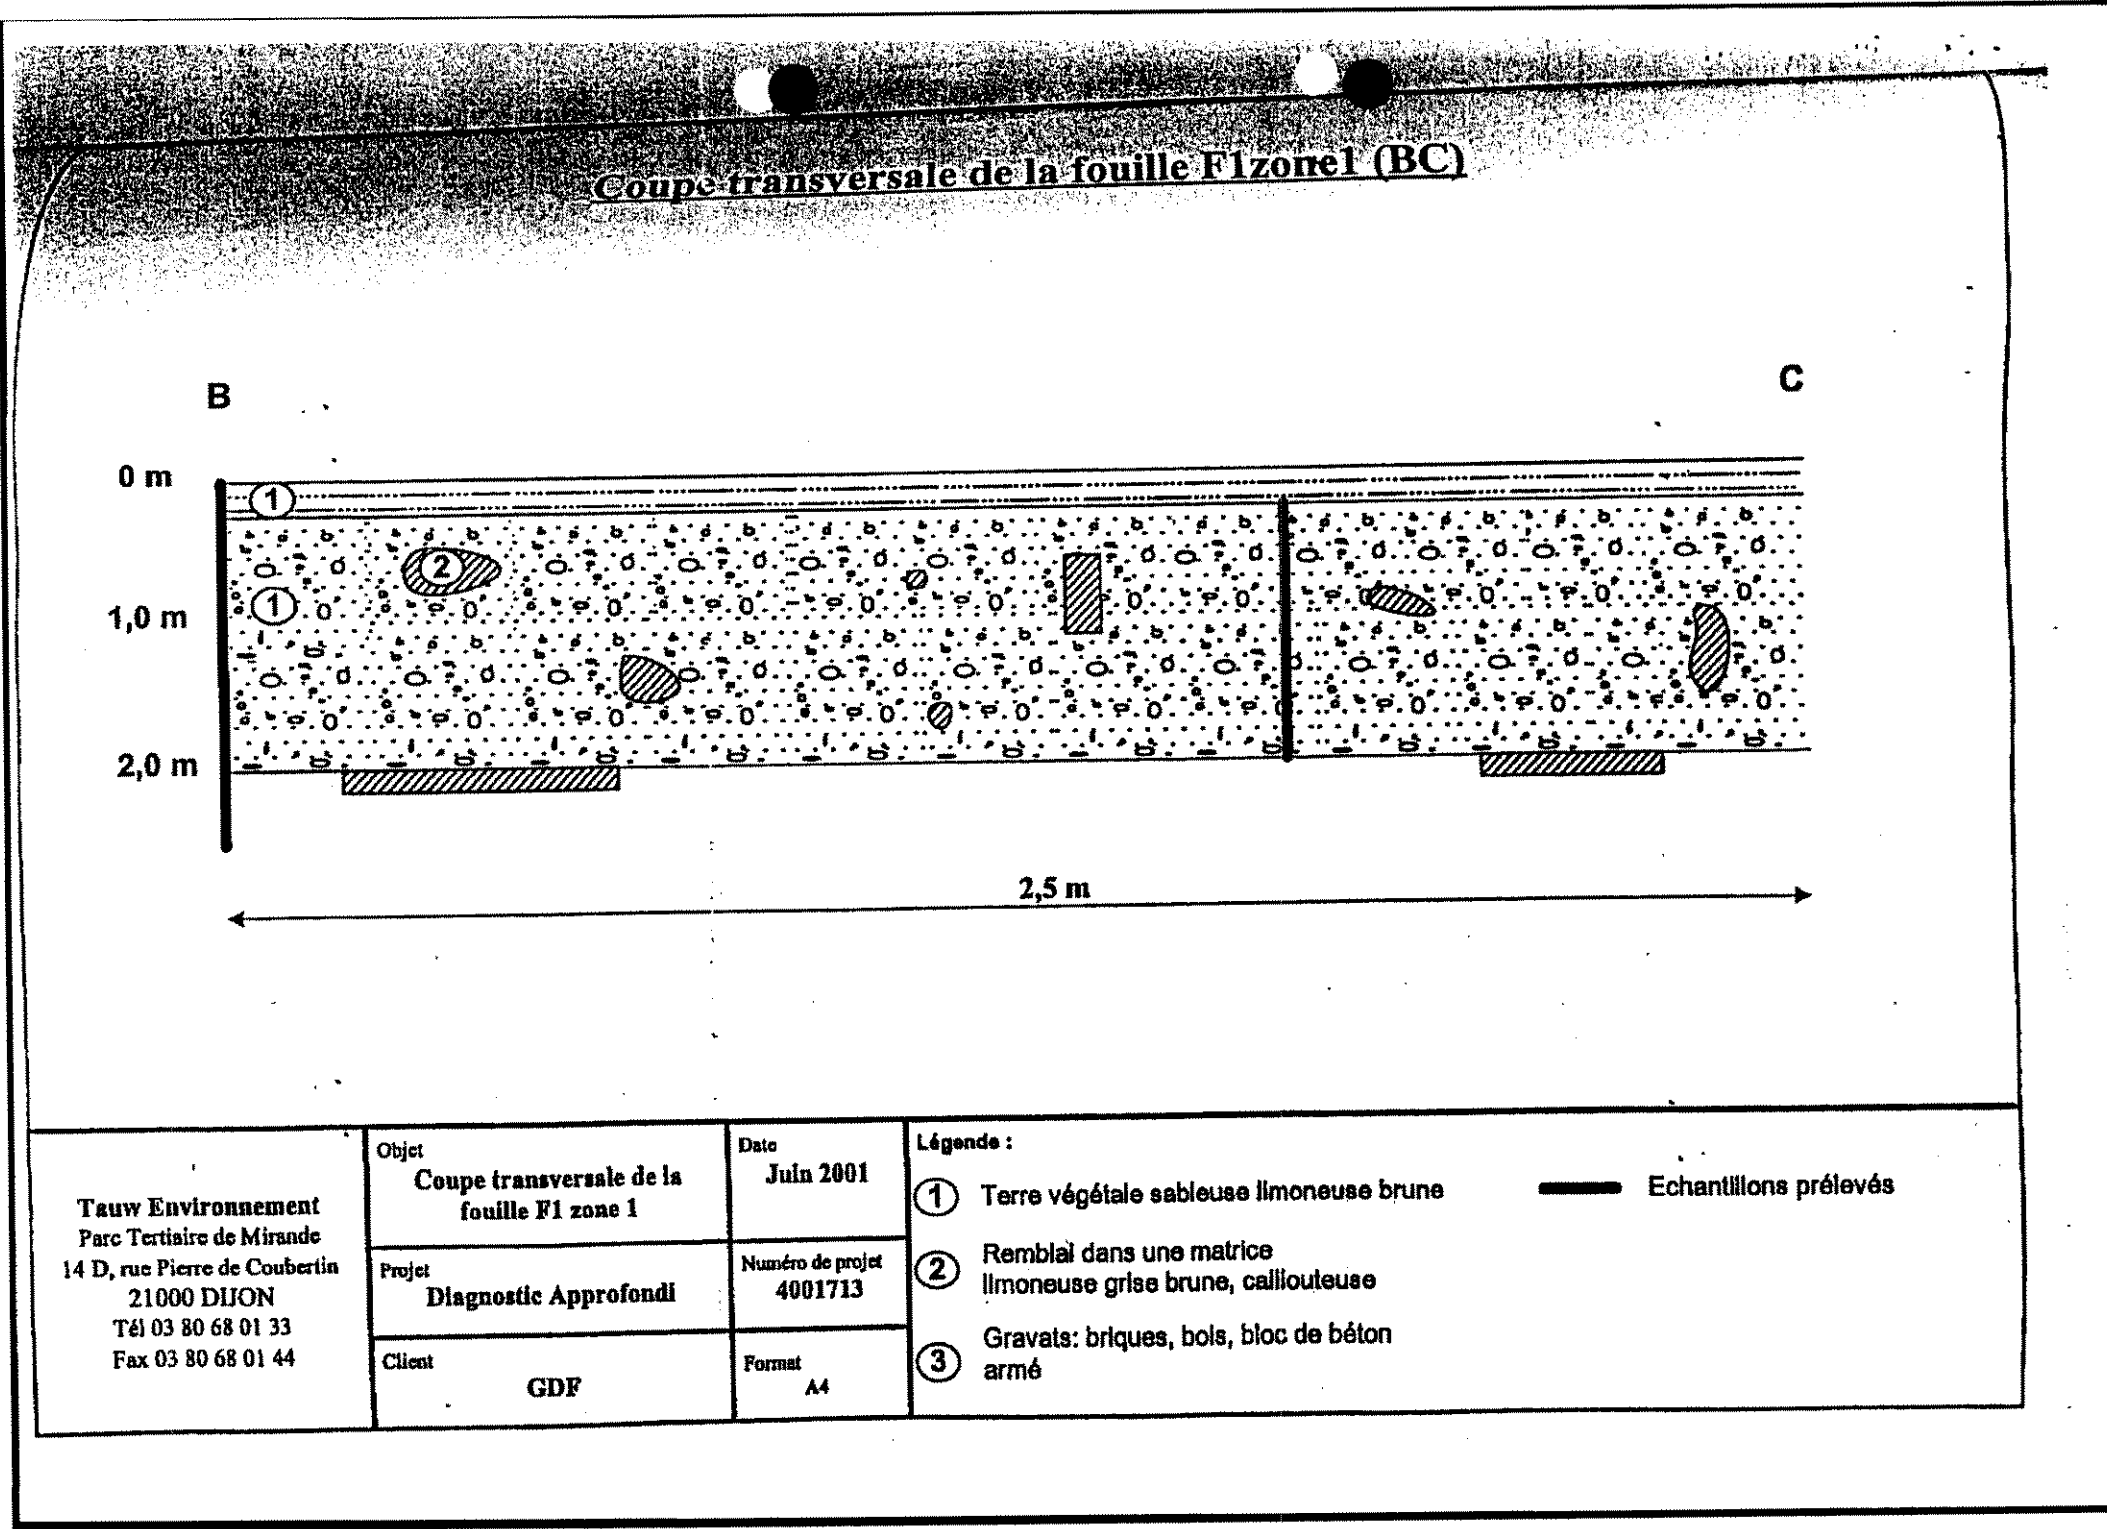 Coupe transversale de la fouille F1zone1 (BC)
B
C
0 m
1
2
1
1,0 m
2,0 m
2,5 m
Tauw Environnement
Parc Tertiaire de Mirande
14 D, rue Pierre de Coubertin
21000 DIJON
Tél 03 80 68 01 33
Fax 03 80 68 01 44
Objet
Coupe transversale de la
fouille F1 zone 1
Projet
Diagnostic Approfondi
Client
GDF
Date
Juin 2001
Numéro de projet
4001713
Format
A4
Légende :
1 Terre végétale sableuse limoneuse brune
2 Remblai dans une matrice
limoneuse grise brune, caillouteuse
3 Gravats: briques, bois, bloc de béton
armé
Echantillons prélevés